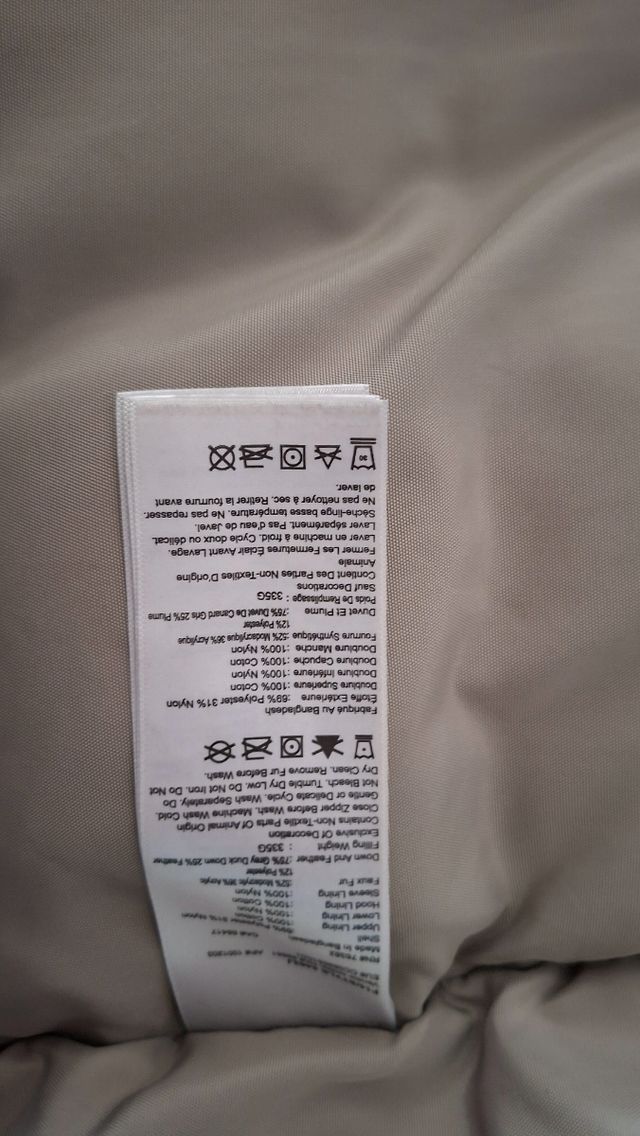 RN# 76362
Made In Bangladesh
Shell
Upper Lining :100% Cotton
Lower Lining :100% Nylon
Hood Lining :100% Cotton
Sleeve Lining :100% Nylon
Faux Fur :52% Modacrylic 36% Acrylic
12% Polyester
Down And Feather :75% Grey Duck Down 25% Feather
Filling Weight : 335G
Exclusive Of Decoration
Contains Non-Textile Parts Of Animal Origin
Close Zipper Before Wash. Machine Wash Cold.
Gentle or Delicate Cycle. Wash Separately. Do
Not Bleach. Tumble Dry Low. Do Not Iron. Do Not
Dry Clean. Remove Fur Before Wash.
Fabriqué Au Bangladesh
Étoffe Extérieure :69% Polyester 31% Nylon
Doublure Superieure :100% Coton
Doublure Inférieure :100% Nylon
Doublure Capuche :100% Coton
Doublure Manche :100% Nylon
Fourrure Synthétique :52% Modacrylique 36% Acrylique
12% Polyester
Duvet Et Plume :75% Duvet De Canard Gris 25% Plume
Poids De Remplissage : 335G
Sauf Decorations
Contient Des Parties Non-Textiles D'origine
Animale
Fermer Les Fermetures Éclair Avant Lavage.
Laver en machine à froid. Cycle doux ou délicat.
Laver séparément. Pas d'eau de Javel.
Sèche-linge basse température. Ne pas repasser.
Ne pas nettoyer à sec. Retirer la fourrure avant
de laver.
30